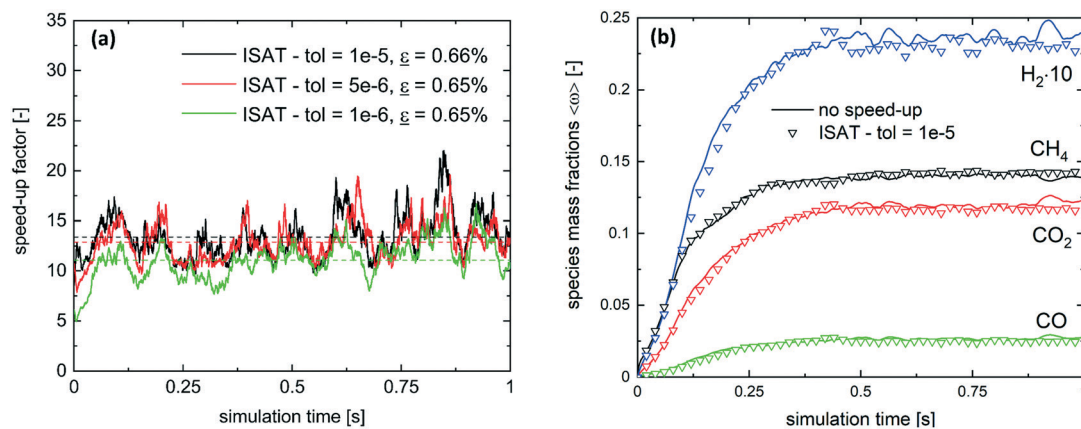 (a)
ISAT - tol = 1e-5, ε = 0.66%
ISAT - tol = 5e-6, ε = 0.65%
ISAT - tol = 1e-6, ε = 0.65%
speed-up factor [-]
35
30
25
20
15
10
5
0
0
0.25
0.5
0.75
1
simulation time [s]
(b)
H₂·10
no speed-up
ISAT - tol = 1e-5
CH₄
CO₂
CO
species mass fractions <ω> [-]
0.25
0.20
0.15
0.10
0.05
0
0
0.25
0.5
0.75
1
simulation time [s]